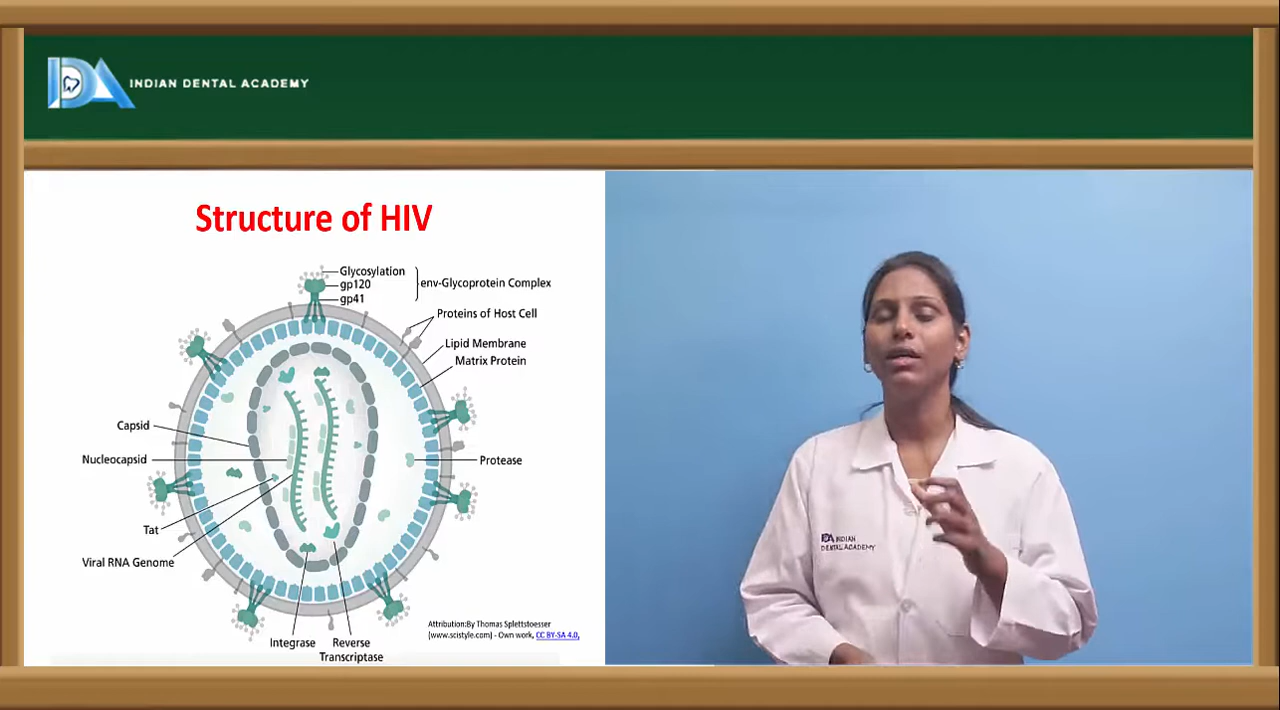 INDIAN DENTAL ACADEMY
Structure of HIV
Glycosylation
gp120
gp41
env-Glycoprotein Complex
Proteins of Host Cell
Lipid Membrane
Matrix Protein
Capsid
Nucleocapsid
Protease
Tat
Viral RNA Genome
Integrase
Reverse
Transcriptase
Attribution:By Thomas Splettstoesser
(www.scistyle.com) - Own work, CC BY-SA 4.0,
IDA INDIAN
DENTAL ACADEMY